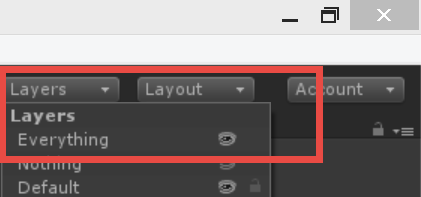 Layers Layout Account
Layers
Everything
Nothing
Default